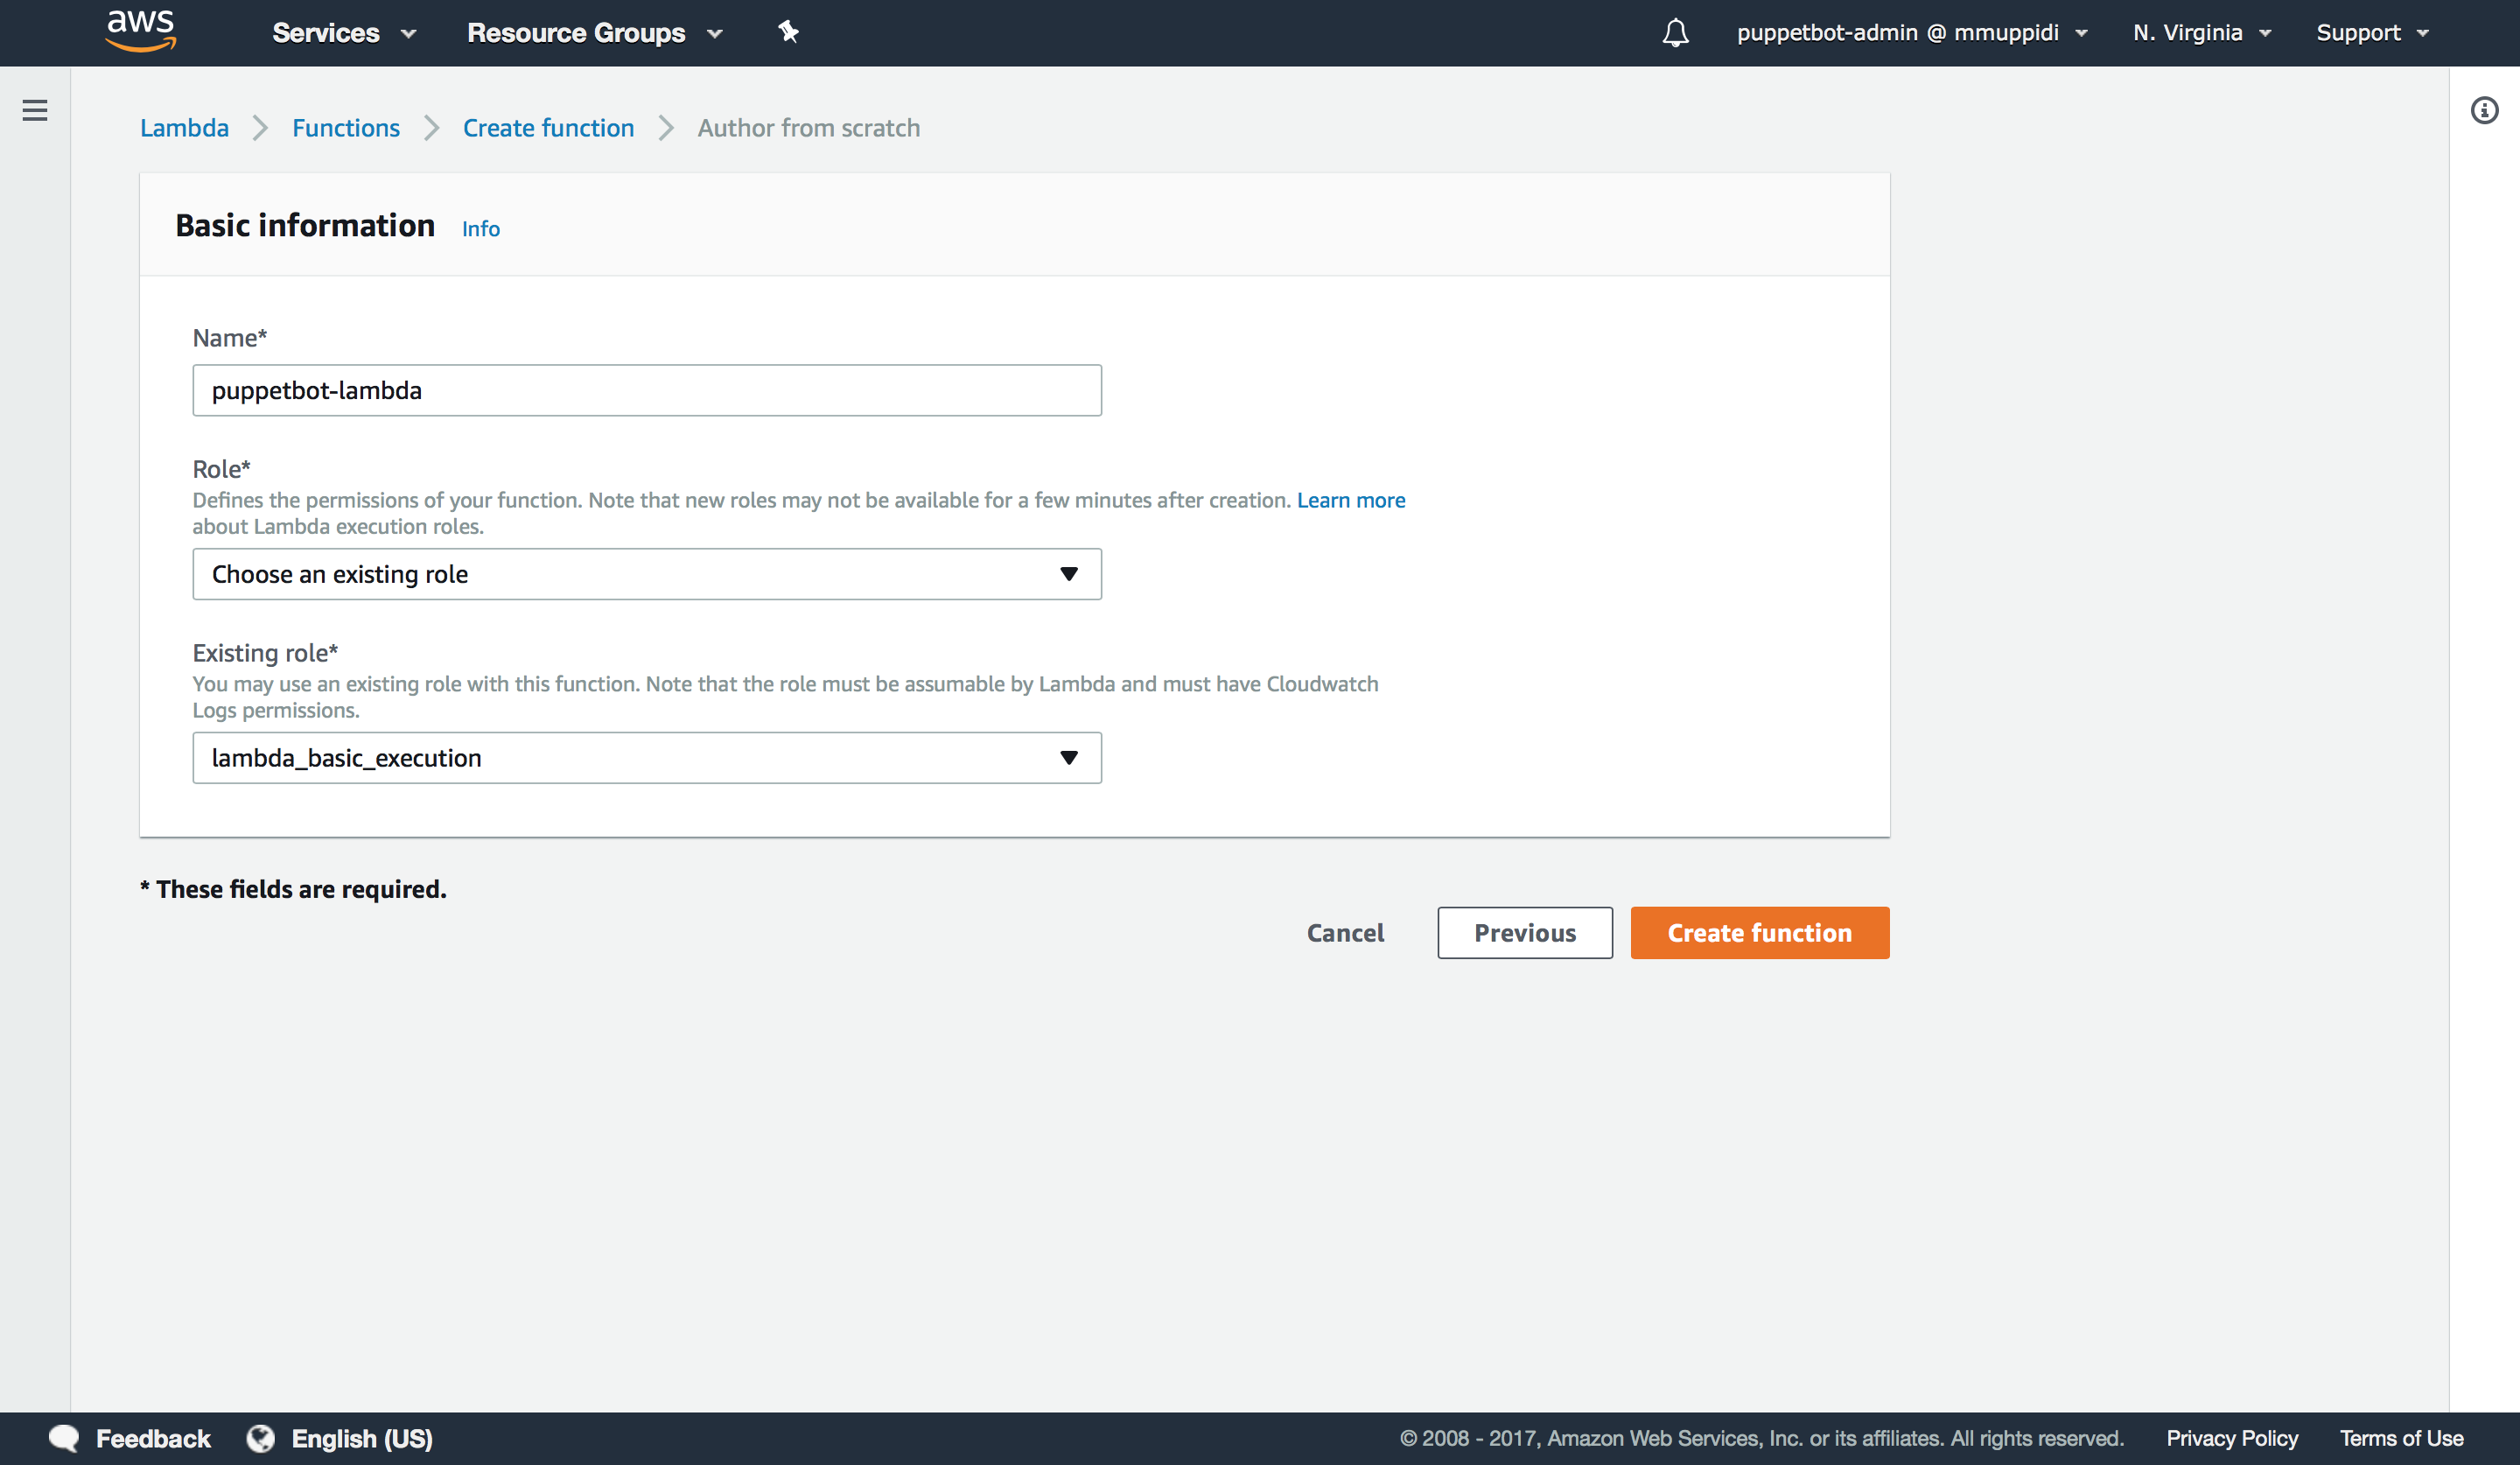 aws Services Resource Groups puppetbot-admin @ mmuppidi N. Virginia Support
Lambda Functions Create function Author from scratch
Basic information Info
Name*
puppetbot-lambda
Role*
Defines the permissions of your function. Note that new roles may not be available for a few minutes after creation. Learn more
about Lambda execution roles.
Choose an existing role
Existing role*
You may use an existing role with this function. Note that the role must be assumable by Lambda and must have Cloudwatch
Logs permissions.
lambda_basic_execution
* These fields are required.
Cancel Previous Create function
Feedback English (US) © 2008 - 2017, Amazon Web Services, Inc. or its affiliates. All rights reserved. Privacy Policy Terms of Use